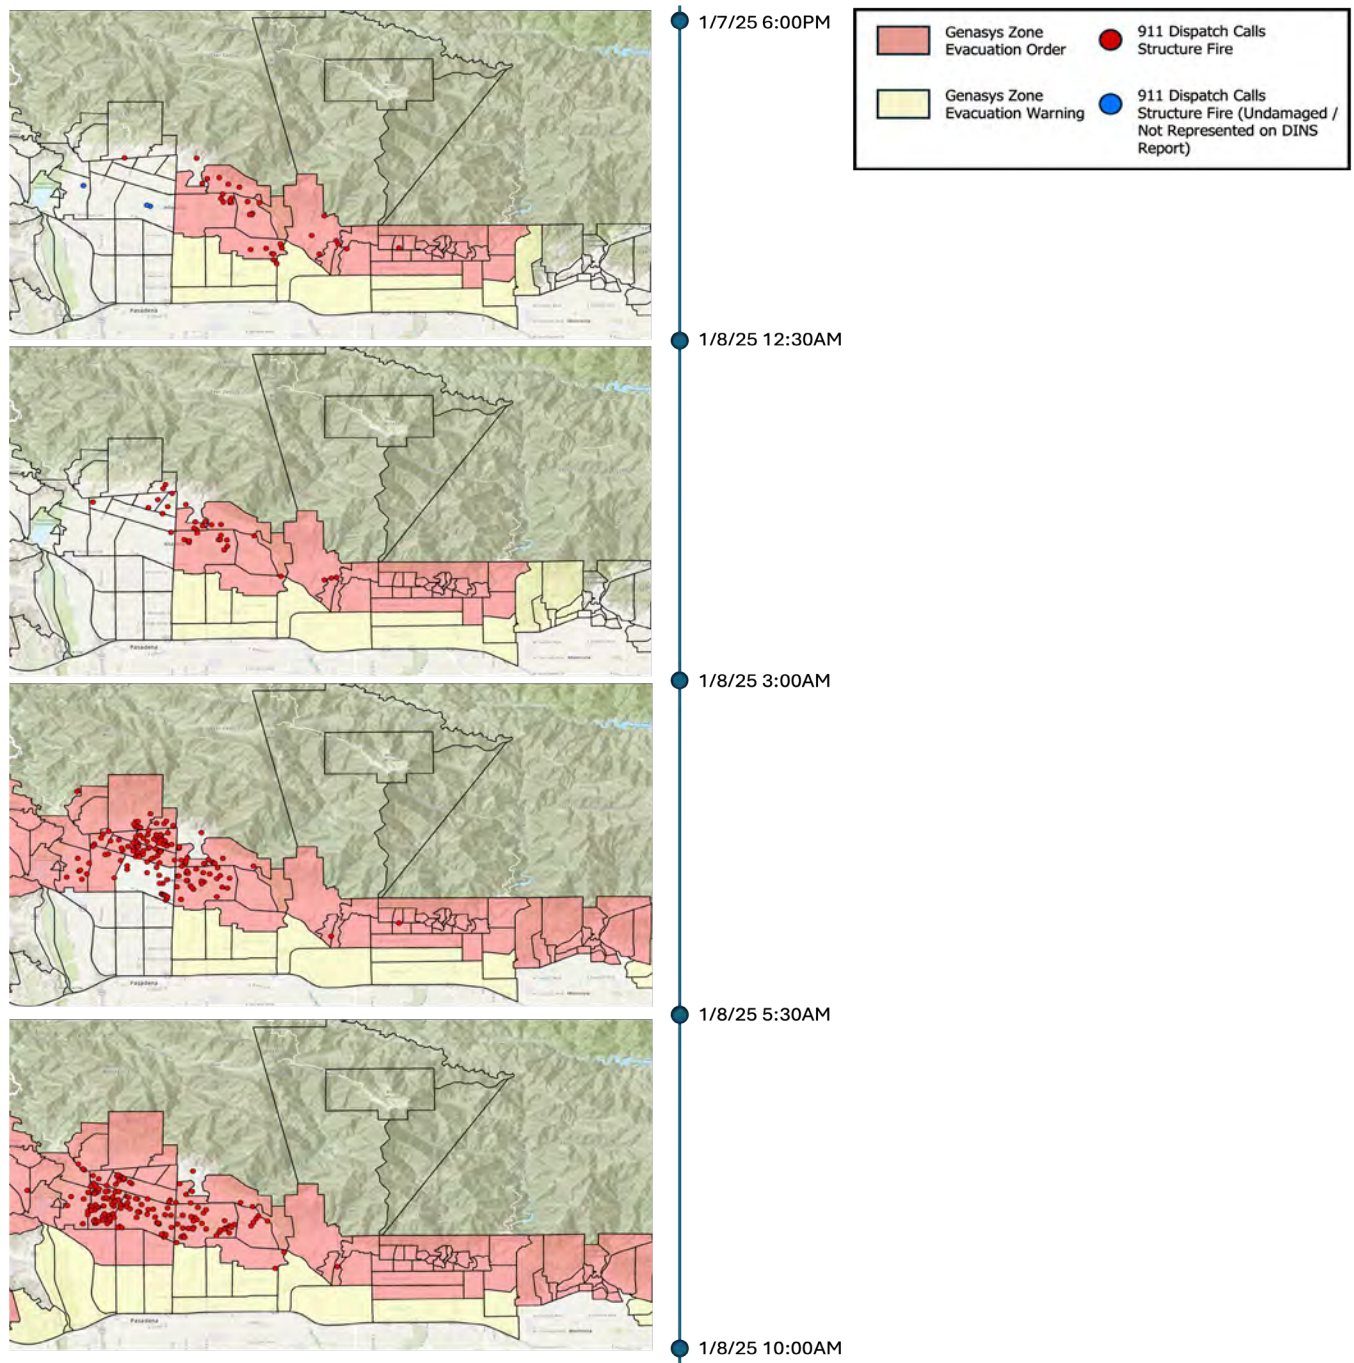 1/7/25 6:00PM
Genasys Zone
Evacuation Order
911 Dispatch Calls
Structure Fire
Genasys Zone
Evacuation Warning
911 Dispatch Calls
Structure Fire (Undamaged /
Not Represented on DINS
Report)
Pasadena
1/8/25 12:30AM
Pasadena
1/8/25 3:00AM
Pasadena
1/8/25 5:30AM
Pasadena
1/8/25 10:00AM